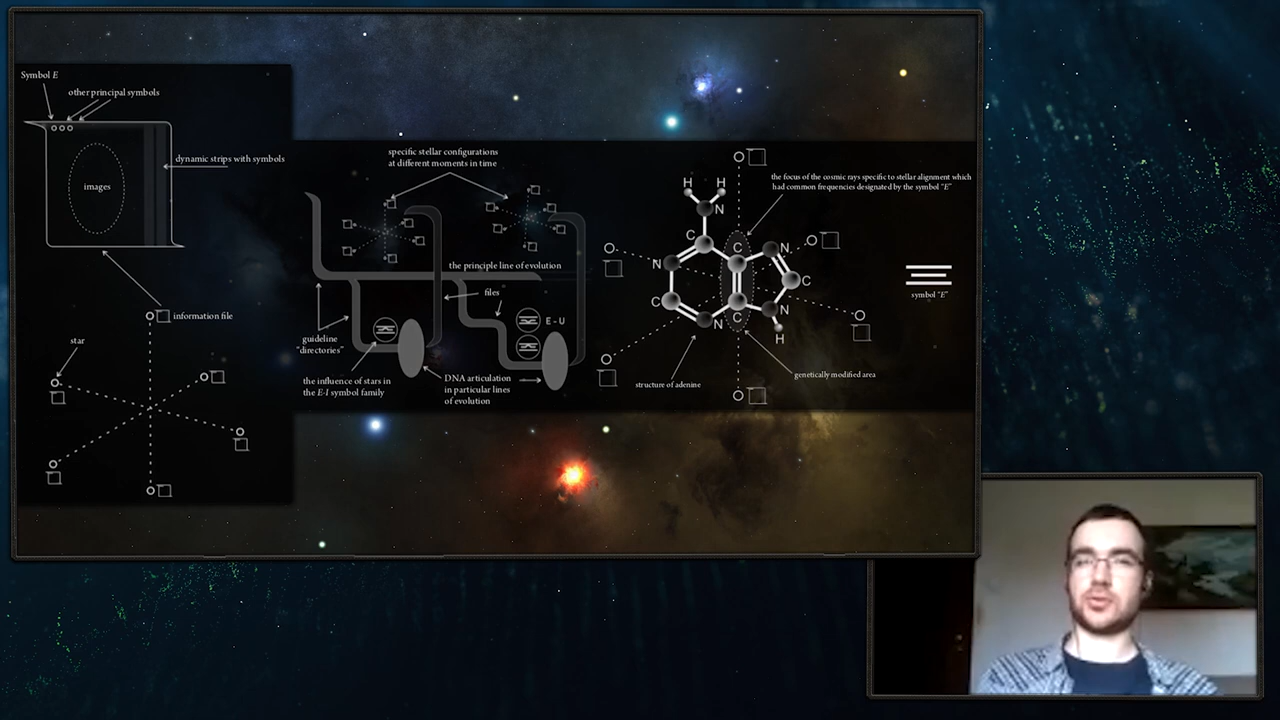 Symbol E
other principal symbols
dynamic strips with symbols
images
information file
star
specific stellar configurations
at different moments in time
the principle line of evolution
files
E - U
guideline
"directories"
the influence of stars in
the E-I symbol family
DNA articulation
in particular lines
of evolution
the focus of the cosmic rays specific to stellar alignment which
had common frequencies designated by the symbol "E"
H H
N
C
C
N
N
C
C
C
N
N
H
structure of adenine
genetically modified area
symbol "E"